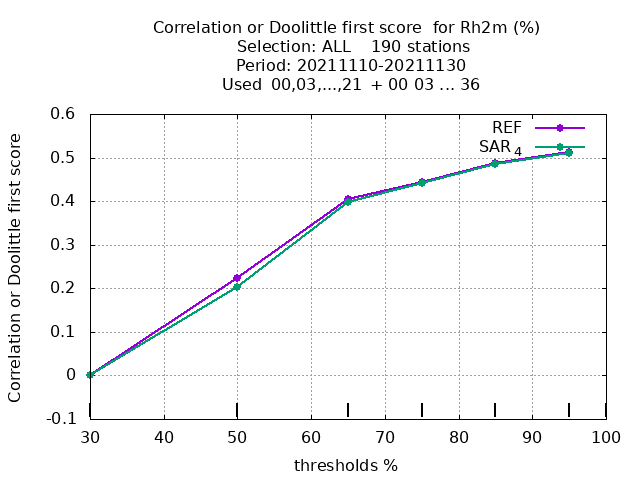 Correlation or Doolittle first score  for Rh2m (%)
Selection: ALL    190 stations
Period: 20211110-20211130
Used  00,03,...,21  + 00 03 ... 36
Correlation or Doolittle first score
0.6
0.5
0.4
0.3
0.2
0.1
0
-0.1
REF
SAR4
30 40 50 60 70 80 90 100
thresholds %